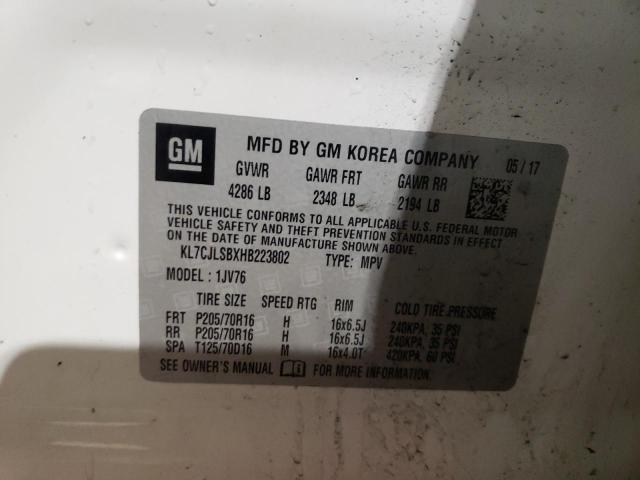 GM MFD BY GM KOREA COMPANY 05/17
GVWR GAWR FRT GAWR RR
4286 LB 2348 LB 2194 LB
THIS VEHICLE CONFORMS TO ALL APPLICABLE U.S. FEDERAL MOTOR
VEHICLE SAFETY AND THEFT PREVENTION STANDARDS IN EFFECT
ON THE DATE OF MANUFACTURE SHOWN ABOVE.
KL7CJLSBXHB223802 TYPE: MPV
MODEL: 1JV76
TIRE SIZE SPEED RTG RIM COLD TIRE PRESSURE
FRT P205/70R16 H 16x6.5J 240KPA, 35 PSI
RR P205/70R16 H 16x6.5J 240KPA, 35 PSI
SPA T125/70D16 M 16x4.0T 420KPA, 60 PSI
SEE OWNER'S MANUAL FOR MORE INFORMATION.